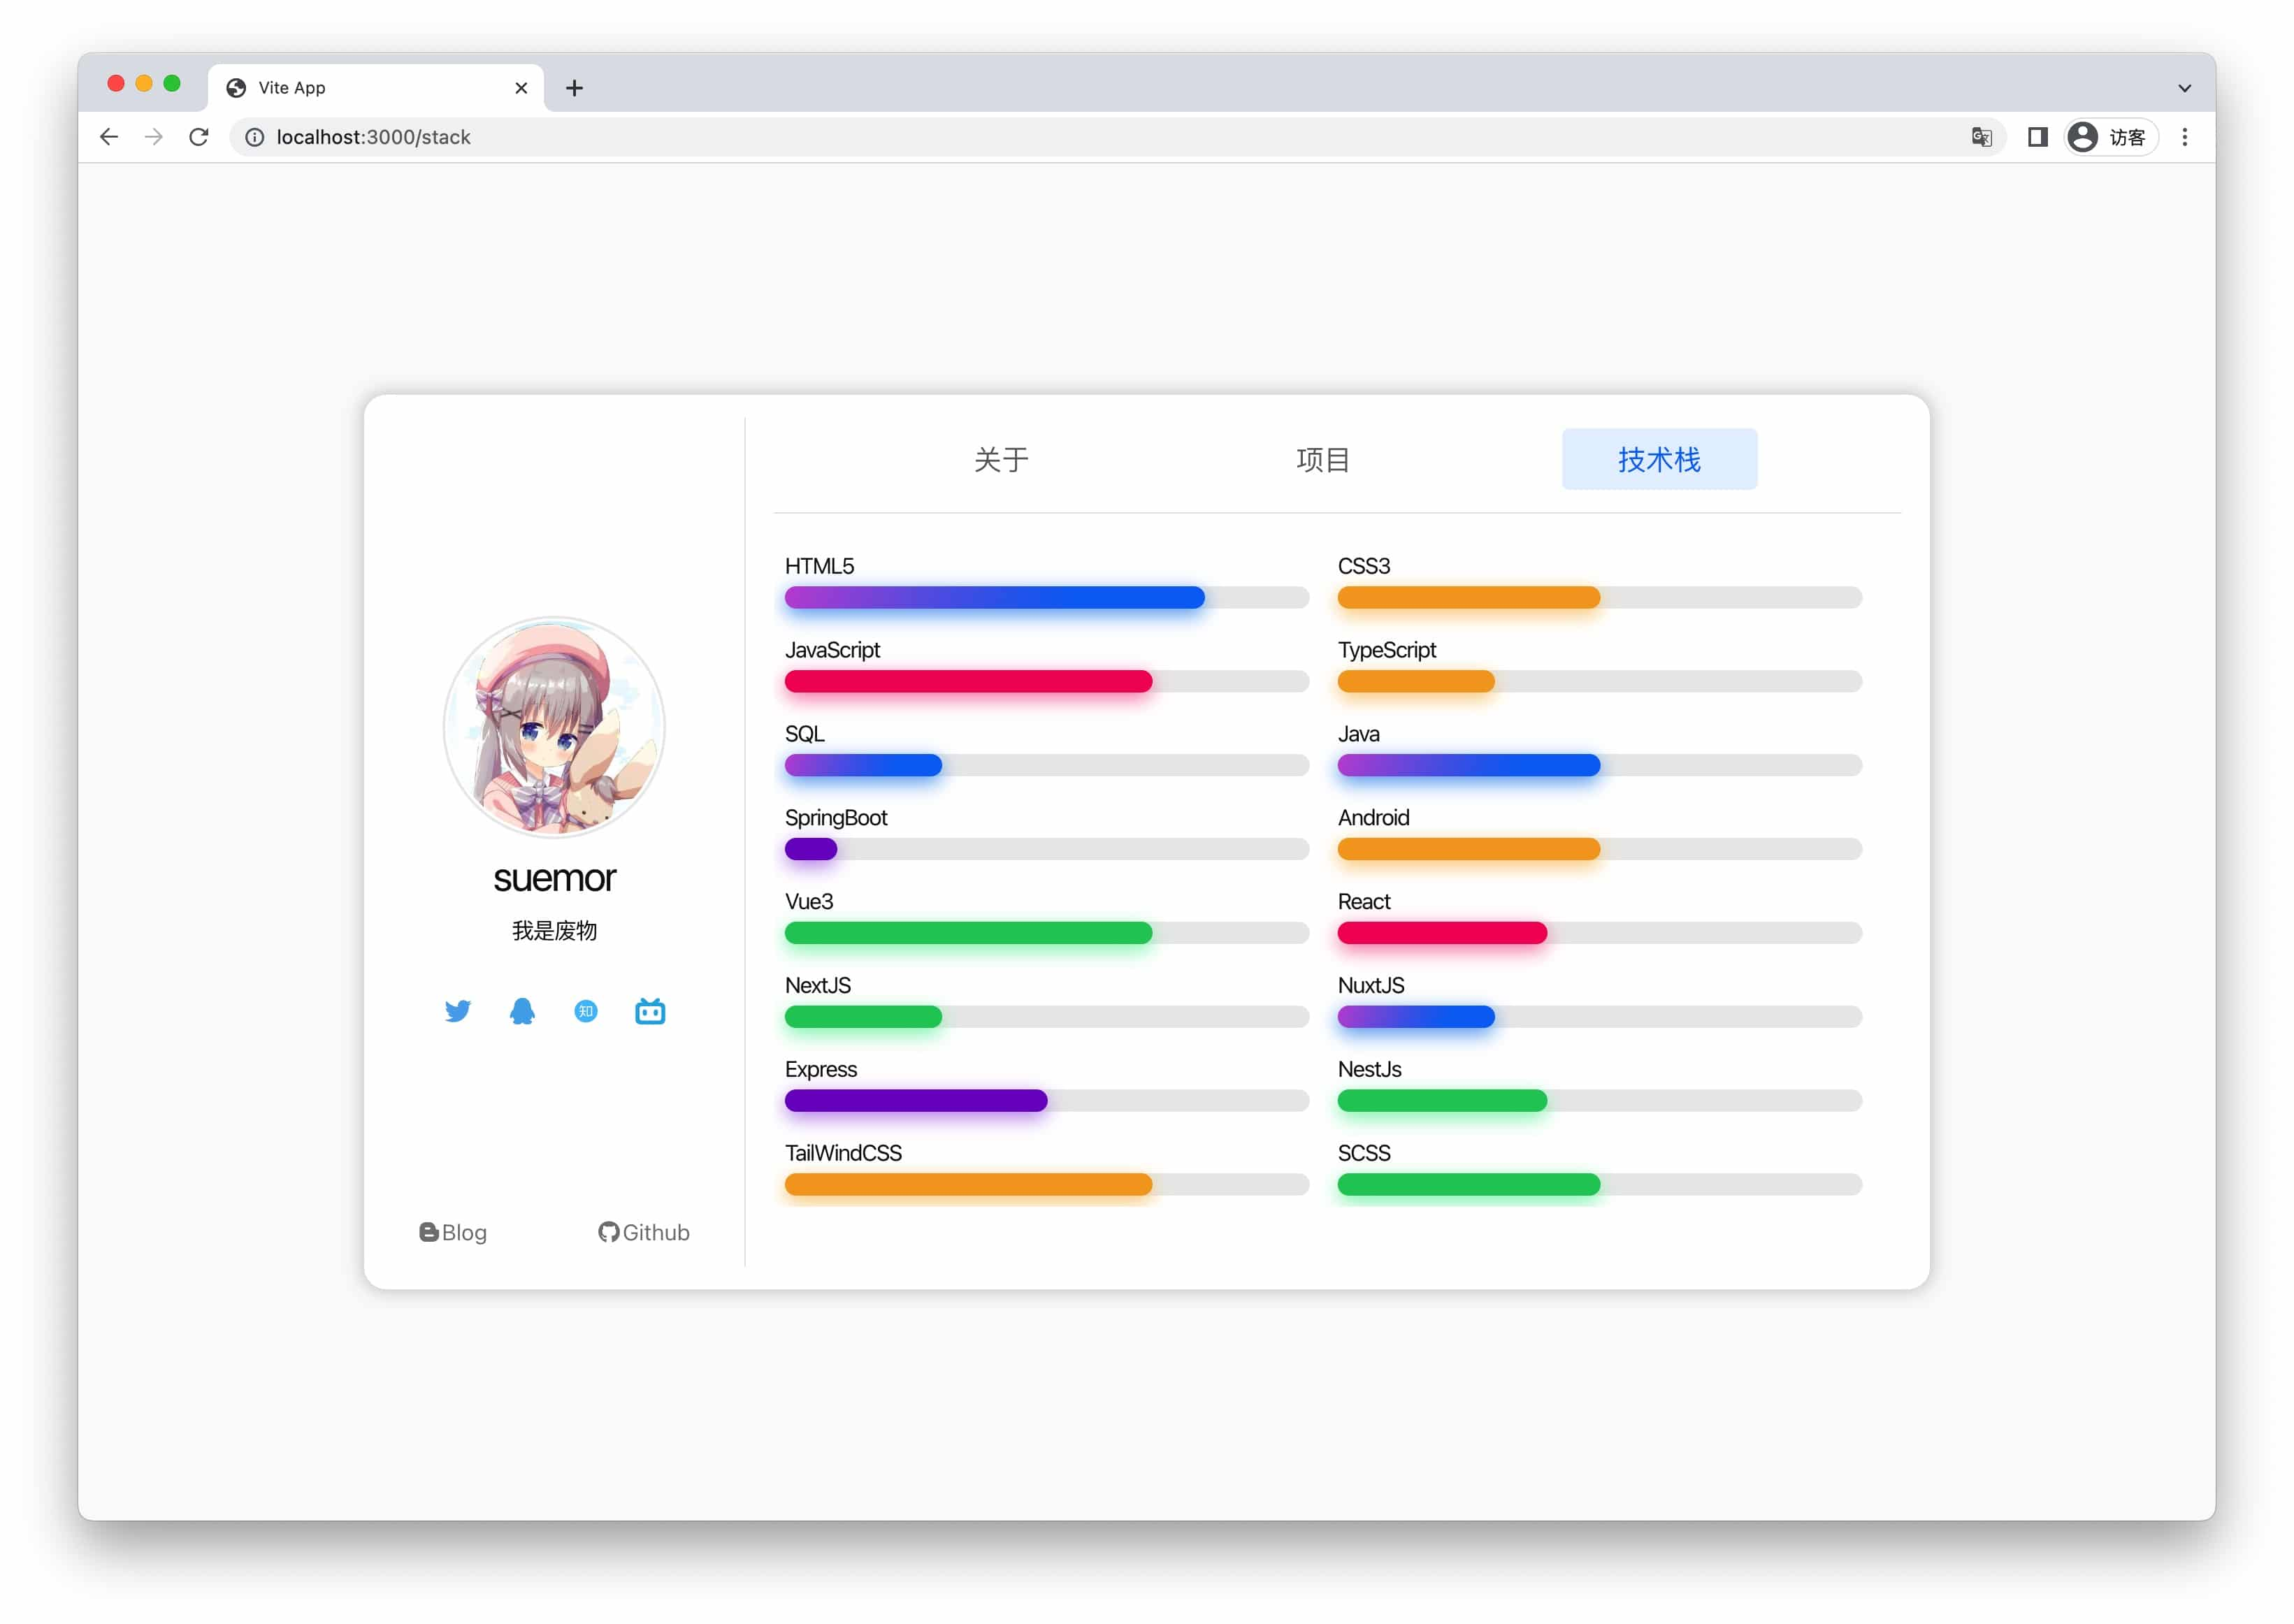 Vite App
localhost:3000/stack
访客
关于
项目
技术栈
HTML5
CSS3
JavaScript
TypeScript
SQL
Java
SpringBoot
Android
Vue3
React
NextJS
NuxtJS
Express
NestJs
TailWindCSS
SCSS
suemor
我是废物
知
Blog
Github